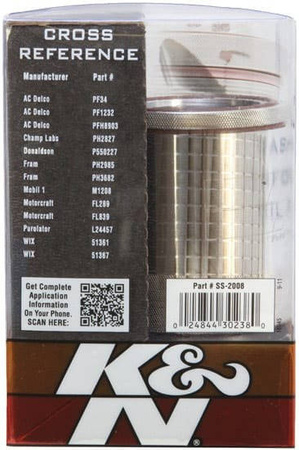 CROSS
REFERENCE
Manufacturer Part #
AC Delco PF34
AC Delco PF1232
AC Delco PFH8903
Champ Labs PH2827
Donaldson P550227
Fram PH2985
Fram PH3682
Mobil 1 M1208
Motorcraft FL299
Motorcraft FL839
Purolator L24457
WIX 51361
WIX 51367
Get Complete
Application
Information
On Your Phone.
SCAN HERE:
Part # SS-2008
0 24844 30238 0
K&N